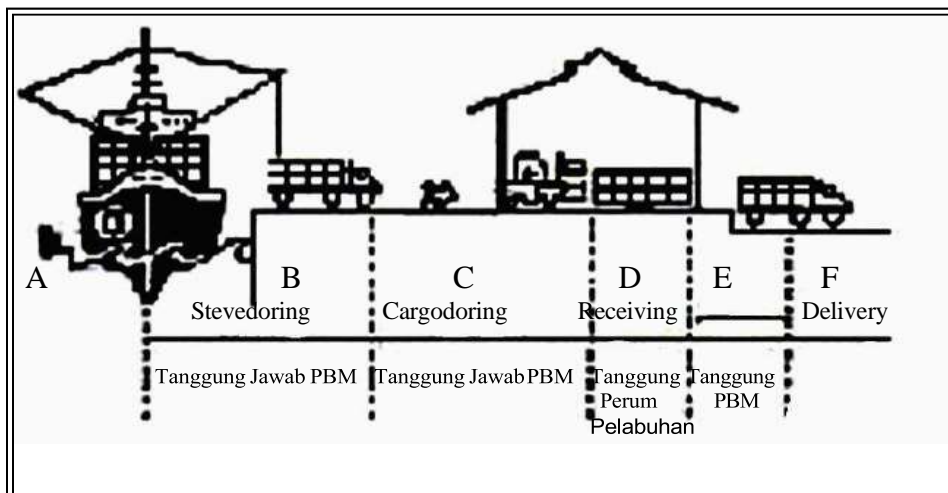 A B C D E F
Stevedoring Cargodoring Receiving Delivery
Tanggung Jawab PBM Tanggung Jawab PBM Tanggung Tanggung
Perum PBM
Pelabuhan